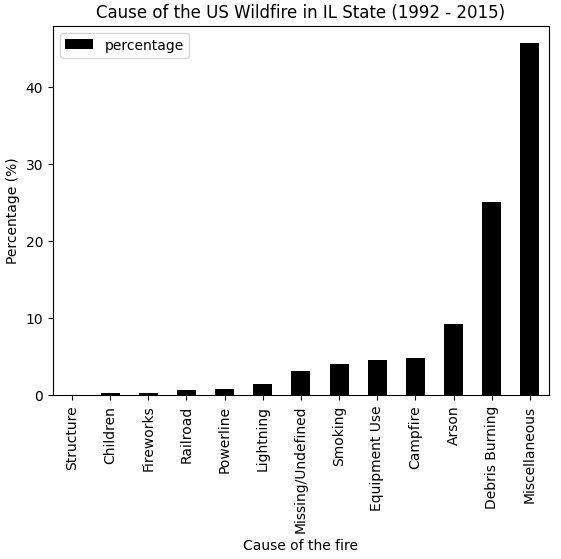 Cause of the US Wildfire in IL State (1992 - 2015)
percentage
Percentage (%)
40
30
20
10
0
Structure
Children
Fireworks
Railroad
Powerline
Lightning
Missing/Undefined
Smoking
Equipment Use
Campfire
Arson
Debris Burning
Miscellaneous
Cause of the fire